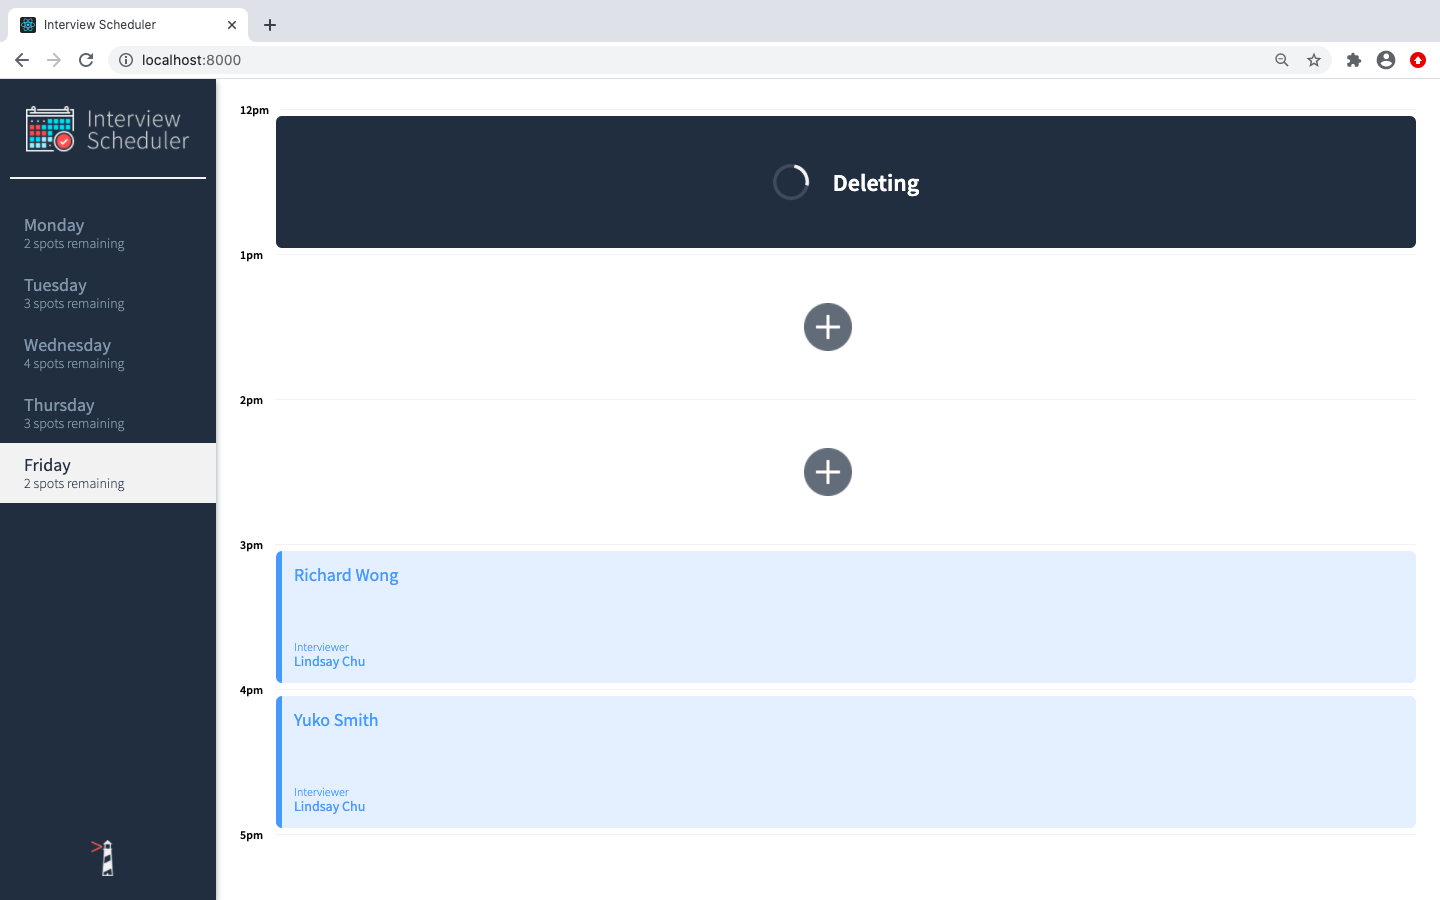 Interview Scheduler
localhost:8000
Interview
Scheduler
Monday
2 spots remaining
Tuesday
3 spots remaining
Wednesday
4 spots remaining
Thursday
3 spots remaining
Friday
2 spots remaining
12pm
Deleting
1pm
2pm
3pm
Richard Wong
Interviewer
Lindsay Chu
4pm
Yuko Smith
Interviewer
Lindsay Chu
5pm